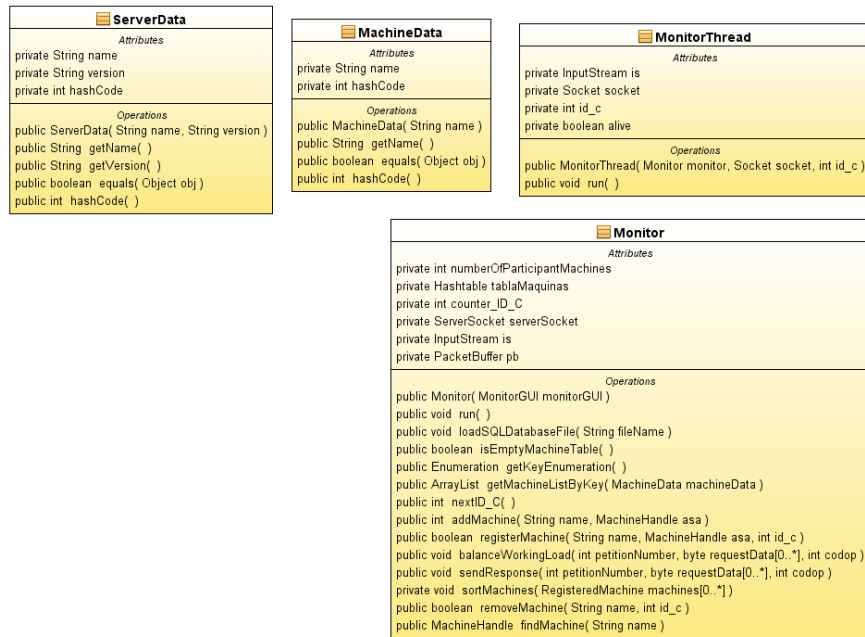 ServerData
Attributes
private String name
private String version
private int hashCode
Operations
public ServerData( String name, String version )
public String getName( )
public String getVersion( )
public boolean equals( Object obj )
public int hashCode( )
MachineData
Attributes
private String name
private int hashCode
Operations
public MachineData( String name )
public String getName( )
public boolean equals( Object obj )
public int hashCode( )
MonitorThread
Attributes
private InputStream is
private Socket socket
private int id_c
private boolean alive
Operations
public MonitorThread( Monitor monitor, Socket socket, int id_c )
public void run( )
Monitor
Attributes
private int numberOfParticipantMachines
private Hashtable tablaMaquinas
private int counter_ID_C
private ServerSocket serverSocket
private InputStream is
private PacketBuffer pb
Operations
public Monitor( MonitorGUI monitorGUI )
public void run( )
public void loadSQLDatabaseFile( String fileName )
public boolean isEmptyMachineTable( )
public Enumeration getKeyEnumeration( )
public ArrayList getMachineListByKey( MachineData machineData )
public int nextID_C( )
public int addMachine( String name, MachineHandle asa )
public boolean registerMachine( String name, MachineHandle asa, int id_c )
public void balanceWorkingLoad( int petitionNumber, byte requestData[0..*], int codop )
public void sendResponse( int petitionNumber, byte requestData[0..*], int codop )
private void sortMachines( RegisteredMachine machines[0..*] )
public boolean removeMachine( String name, int id_c )
public MachineHandle findMachine( String name )